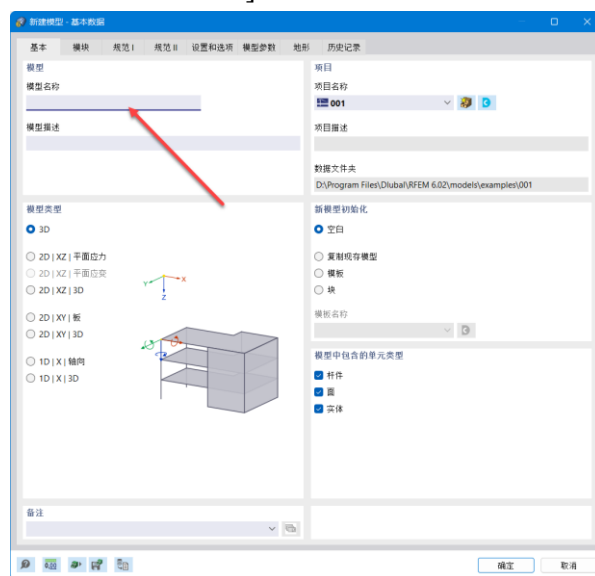 新建模型 - 基本数据
基本 模块 规范 I 规范 II 设置和选项 模型参数 地形 历史记录
模型
模型名称
模型描述
项目
项目名称
001
项目描述
数据文件夹
D:\Program Files\Dlubal\RFEM 6.02\models\examples\001
模型类型
3D
2D | XZ | 平面应力
2D | XZ | 平面应变
2D | XZ | 3D
2D | XY | 板
2D | XY | 3D
1D | X | 轴向
1D | X | 3D
Y
X
Z
新模型初始化
空白
复制现存模型
模板
块
模板名称
模型中包含的单元类型
杆件
面
实体
备注
确定
取消